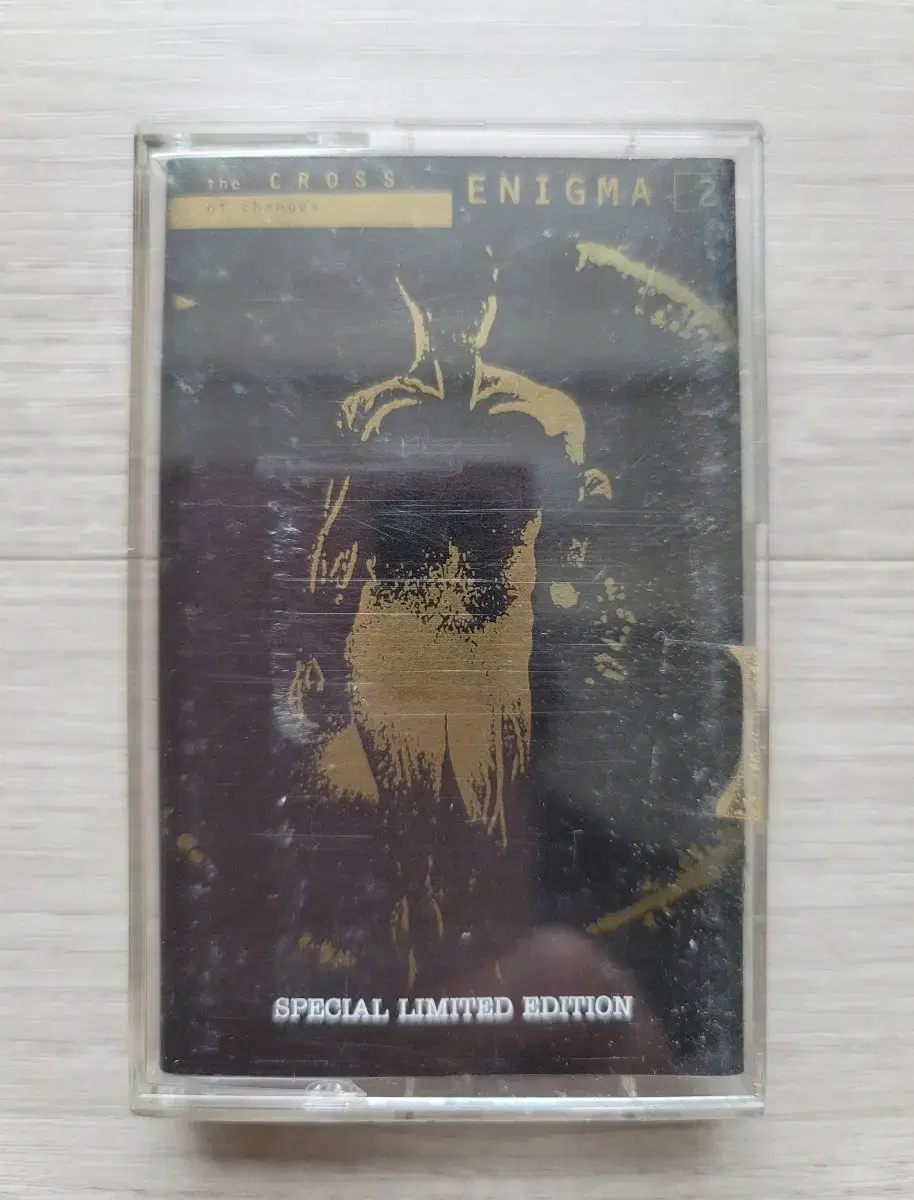 the CROSS
of changes
ENIGMA 2
SPECIAL LIMITED EDITION